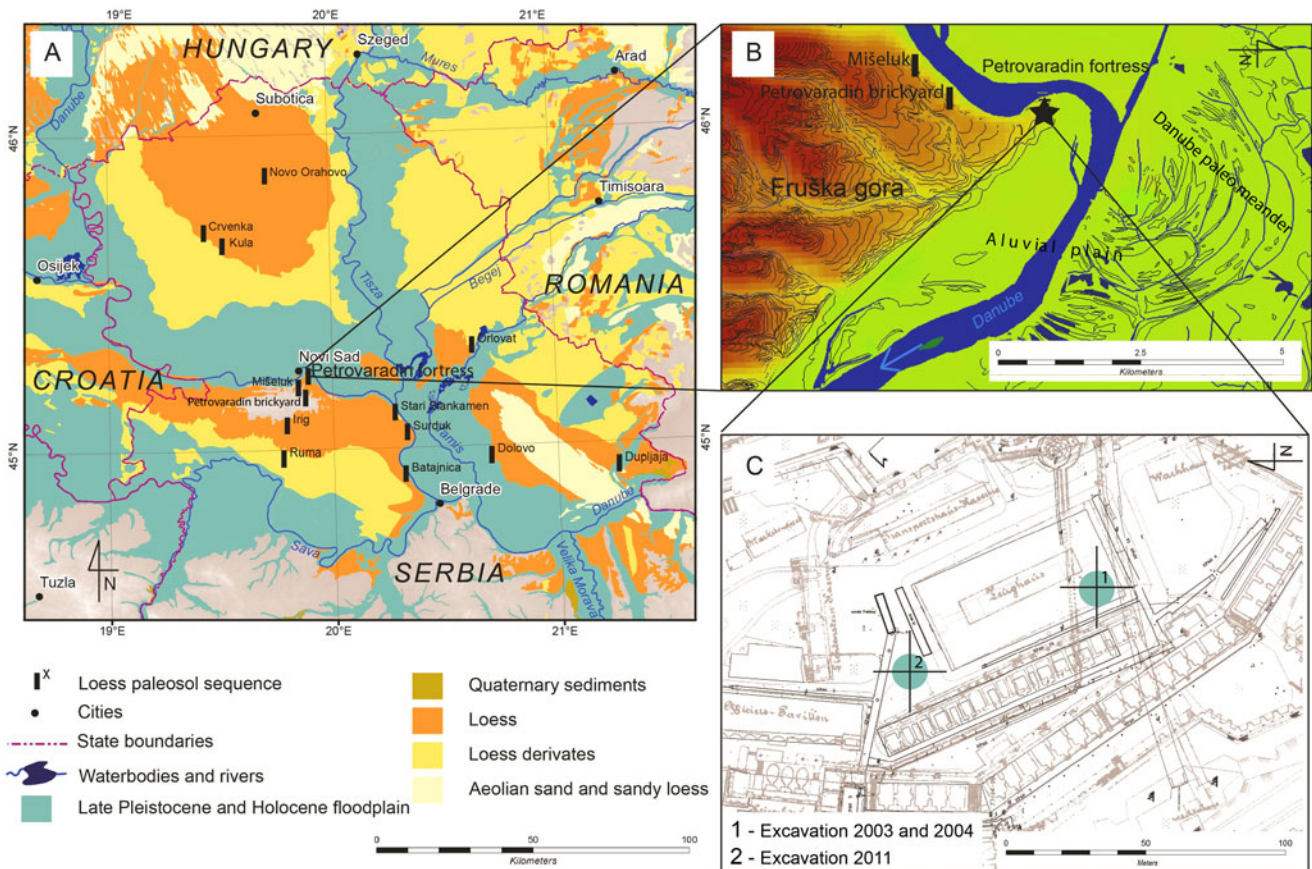 A
HUNGARY
Szeged
Mures
Arad
Danube
Subotica
46°N
46°N
Novo Orahovo
Timisoara
Crvenka
Kula
Osijek
Tisza
Begej
ROMANIA
Orlovat
Novi Sad
CROATIA
Mišeluk
Petrovaradin fortress
Petrovaradin brickyard
Stari Slankamen
Irig
Surduk
Tamis
45°N
45°N
Ruma
Dolovo
Dupljaja
Batajnica
Belgrade
Danube
Sava
Velika Morava
SERBIA
Tuzla
N
19°E
20°E
21°E
19°E
20°E
21°E
B
Mišeluk
Petrovaradin fortress
Petrovaradin brickyard
N
Danube paleo meander
Fruška gora
Aluvial plain
Danube
0
2.5
5
Kilometers
C
N
1
2
Zeughaus
1 - Excavation 2003 and 2004
2 - Excavation 2011
0
50
100
Meters
x
Loess paleosol sequence
Cities
State boundaries
Waterbodies and rivers
Late Pleistocene and Holocene floodplain
Quaternary sediments
Loess
Loess derivates
Aeolian sand and sandy loess
0
50
100
Kilometers